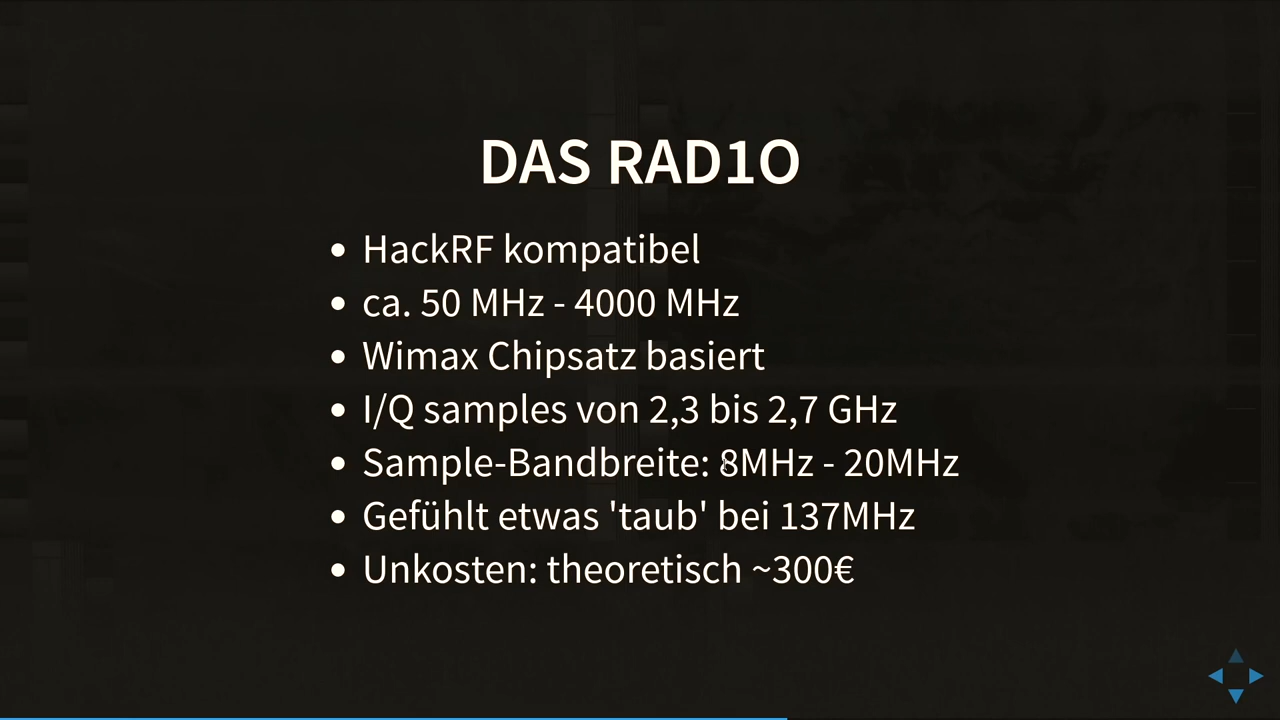 DAS RAD1O
HackRF kompatibel
ca. 50 MHz - 4000 MHz
Wimax Chipsatz basiert
I/Q samples von 2,3 bis 2,7 GHz
Sample-Bandbreite: 8MHz - 20MHz
Gefühlt etwas 'taub' bei 137MHz
Unkosten: theoretisch ~300€